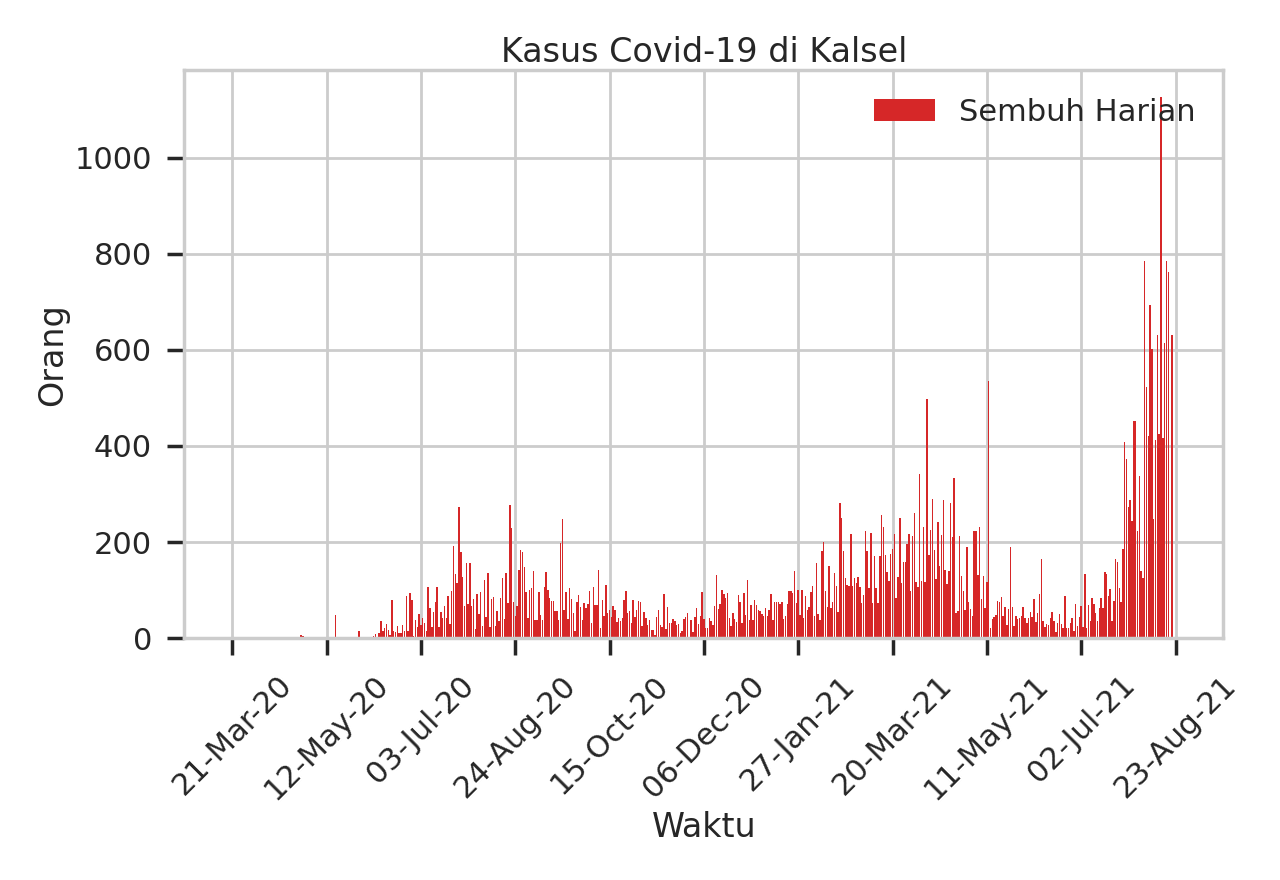 Kasus Covid-19 di Kalsel
Sembuh Harian
Orang
1000
800
600
400
200
0
21-Mar-20
12-May-20
03-Jul-20
24-Aug-20
15-Oct-20
06-Dec-20
27-Jan-21
20-Mar-21
11-May-21
02-Jul-21
23-Aug-21
Waktu